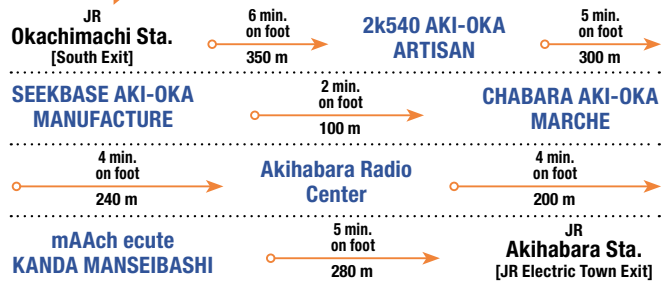 JR
Okachimachi Sta.
[South Exit]
6 min.
on foot
350 m
2k540 AKI-OKA
ARTISAN
5 min.
on foot
300 m
SEEKBASE AKI-OKA
MANUFACTURE
2 min.
on foot
100 m
CHABARA AKI-OKA
MARCHE
4 min.
on foot
240 m
Akihabara Radio
Center
4 min.
on foot
200 m
mAAch ecute
KANDA MANSEIBASHI
5 min.
on foot
280 m
JR
Akihabara Sta.
[JR Electric Town Exit]